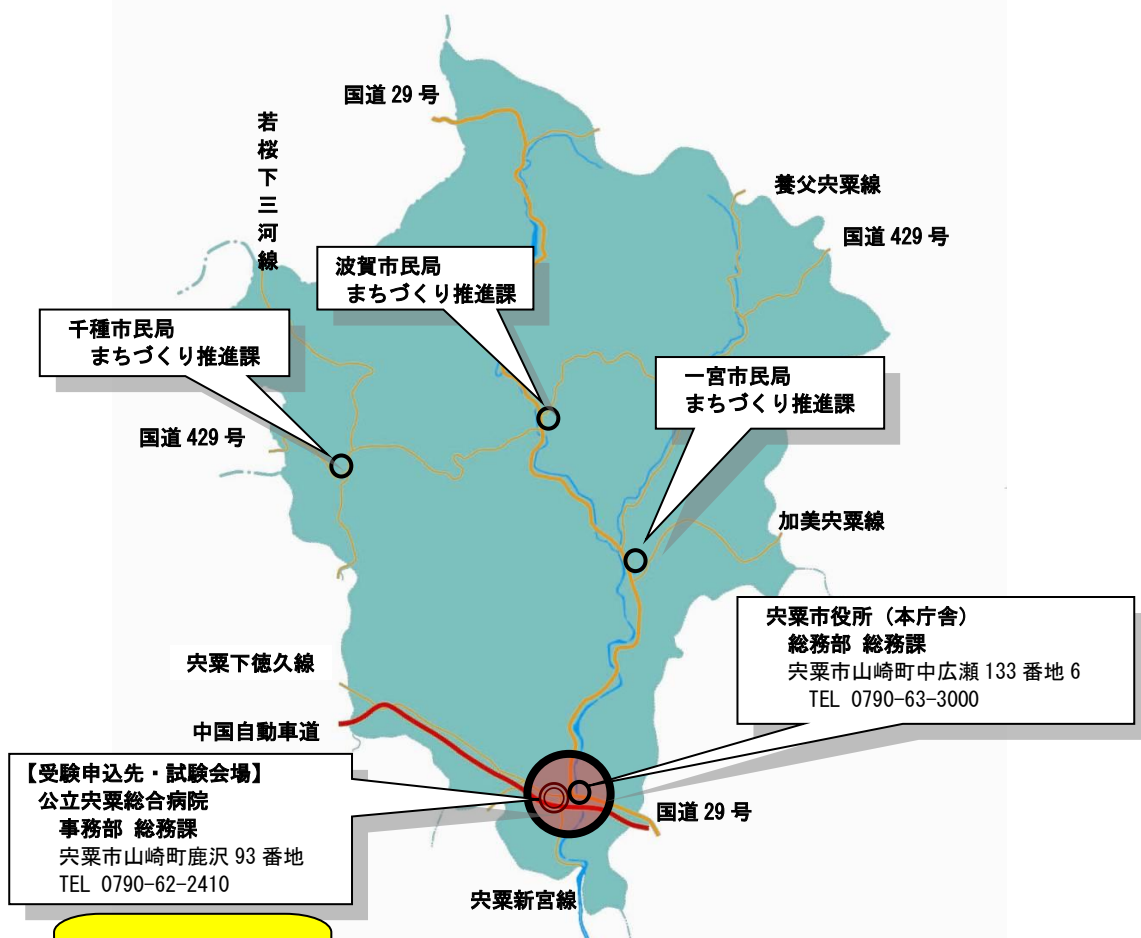 国道 29 号
若桜下三河線
養父宍粟線
国道 429 号
波賀市民局
まちづくり推進課
千種市民局
まちづくり推進課
一宮市民局
まちづくり推進課
国道 429 号
加美宍粟線
宍粟市役所（本庁舎）
総務部 総務課
宍粟市山崎町中広瀬 133 番地 6
TEL 0790-63-3000
宍粟下徳久線
中国自動車道
【受験申込先・試験会場】
公立宍粟総合病院
事務部 総務課
宍粟市山崎町鹿沢 93 番地
TEL 0790-62-2410
国道 29 号
宍粟新宮線